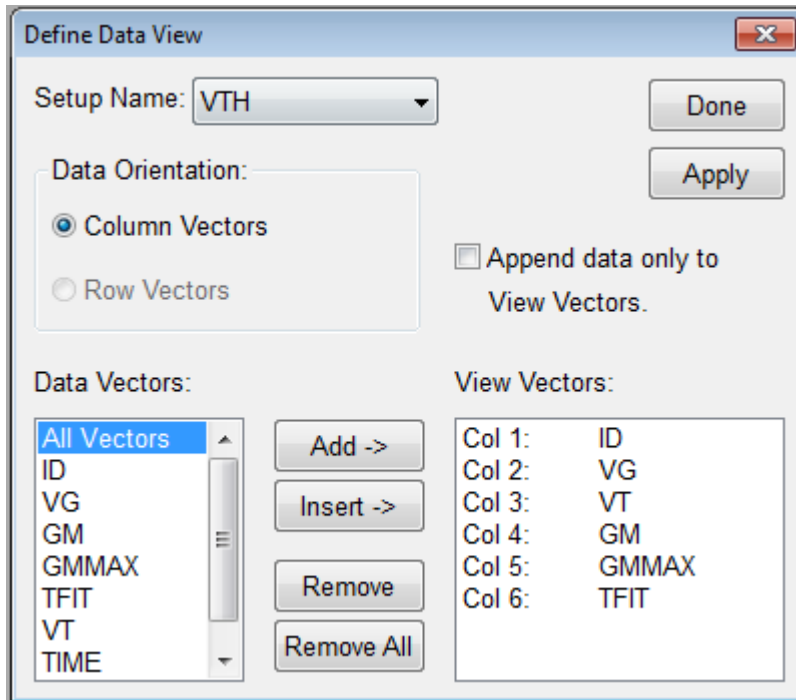 Define Data View
Setup Name: VTH
Done
Data Orientation:
Apply
Column Vectors
Row Vectors
Append data only to
View Vectors.
Data Vectors:
All Vectors
ID
VG
GM
GMMAX
TFIT
VT
TIME
Add ->
Insert ->
Remove
Remove All
View Vectors:
Col 1: ID
Col 2: VG
Col 3: VT
Col 4: GM
Col 5: GMMAX
Col 6: TFIT